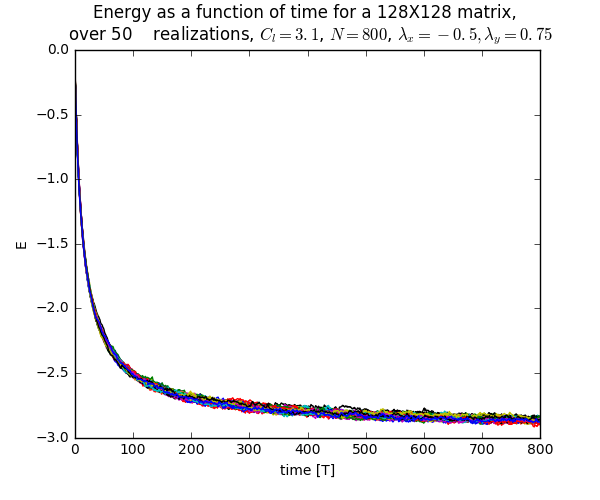 Energy as a function of time for a 128X128 matrix,
over 50    realizations, C_l = 3.1, N = 800, λ_x = −0.5, λ_y = 0.75
0.0
−0.5
−1.0
−1.5
−2.0
−2.5
−3.0
E
0 100 200 300 400 500 600 700 800
time [T]